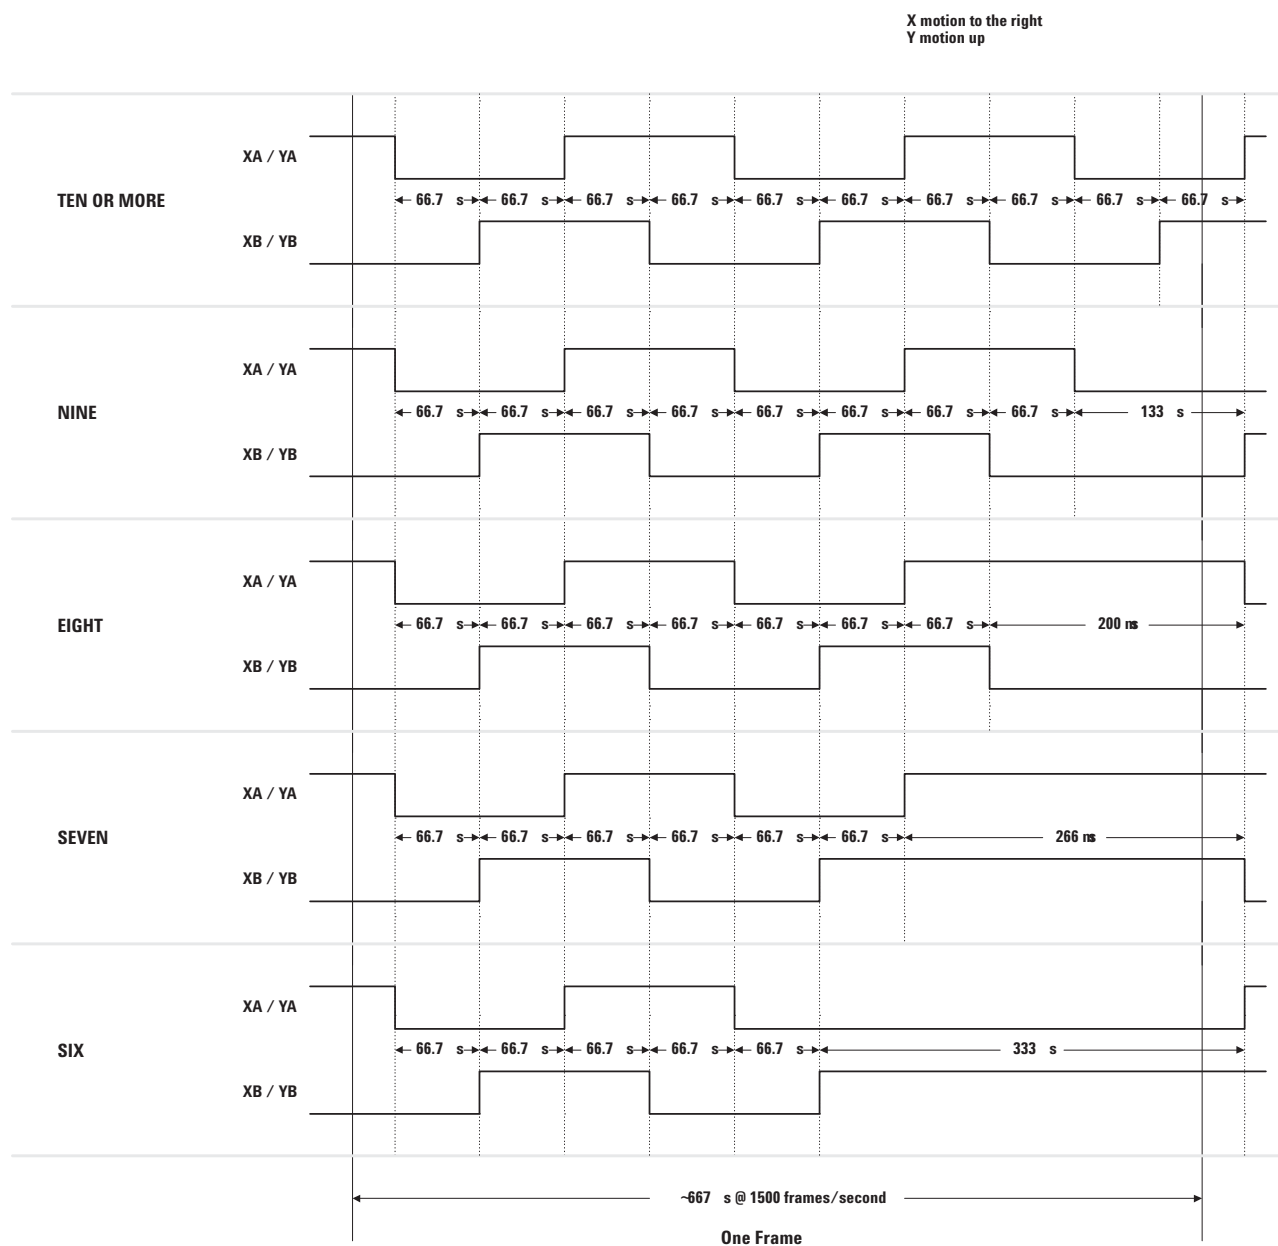 X motion to the right
Y motion up
XA / YA
TEN OR MORE
66.7 s 66.7 s 66.7 s 66.7 s 66.7 s 66.7 s 66.7 s 66.7 s 66.7 s 66.7 s
XB / YB
XA / YA
NINE
66.7 s 66.7 s 66.7 s 66.7 s 66.7 s 66.7 s 66.7 s 66.7 s 133 s
XB / YB
XA / YA
EIGHT
66.7 s 66.7 s 66.7 s 66.7 s 66.7 s 66.7 s 66.7 s 200 ns
XB / YB
XA / YA
SEVEN
66.7 s 66.7 s 66.7 s 66.7 s 66.7 s 66.7 s 266 ns
XB / YB
XA / YA
SIX
66.7 s 66.7 s 66.7 s 66.7 s 66.7 s 333 s
XB / YB
~667 s @ 1500 frames/second
One Frame